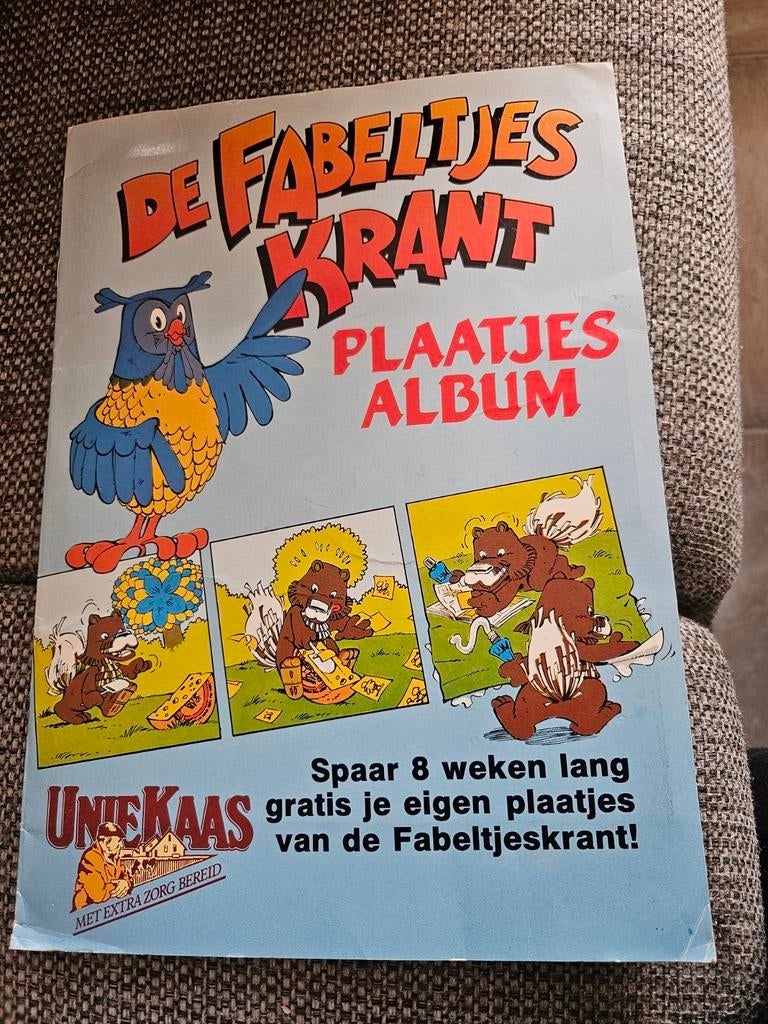 DE FABELTJES
KRANT
PLAATJES
ALBUM
Spaar 8 weken lang
gratis je eigen plaatjes
van de Fabeltjeskrant!
UNIEKAAS
MET EXTRA ZORG BEREID